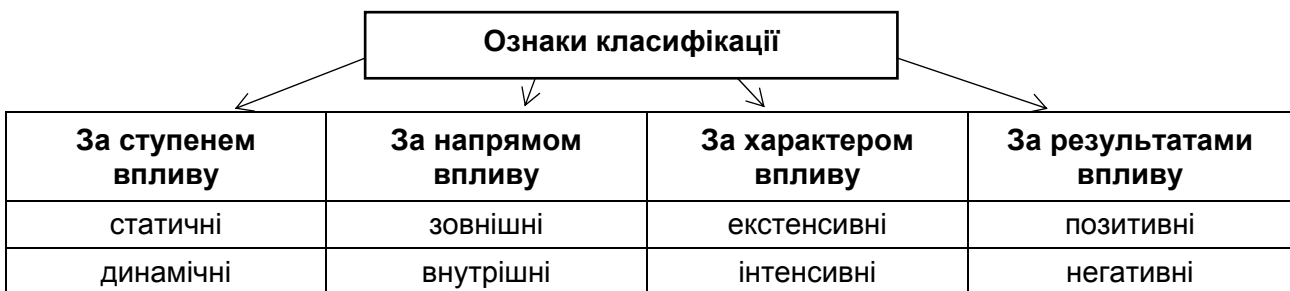 Ознаки класифікації
За ступенем впливу
За напрямом впливу
За характером впливу
За результатами впливу
статичні
зовнішні
екстенсивні
позитивні
динамічні
внутрішні
інтенсивні
негативні